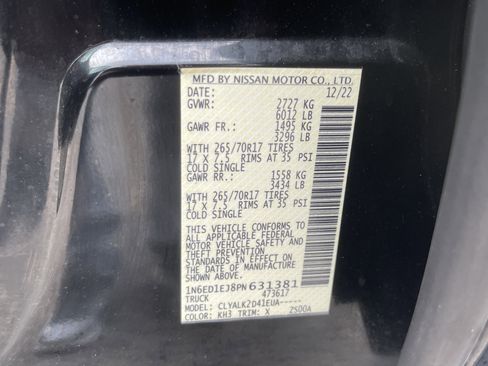 MFD BY NISSAN MOTOR CO., LTD.
DATE: 12/22
GVWR: 2727 KG
6012 LB
GAWR FR.: 1495 KG
3296 LB
WITH 265/70R17 TIRES
17 X 7.5 RIMS AT 35 PSI
COLD SINGLE
GAWR RR.: 1558 KG
3434 LB
WITH 265/70R17 TIRES
17 X 7.5 RIMS AT 35 PSI
COLD SINGLE
THIS VEHICLE CONFORMS TO
ALL APPLICABLE FEDERAL
MOTOR VEHICLE SAFETY AND
THEFT PREVENTION
STANDARDS IN EFFECT ON
THE DATE OF MANUFACTURE
SHOWN ABOVE.
1N6ED1EJ8PN631381
TRUCK 473617
MODEL: CLYALK2D41EUA-----
COLOR: KH3 TRIM: X ZS00A